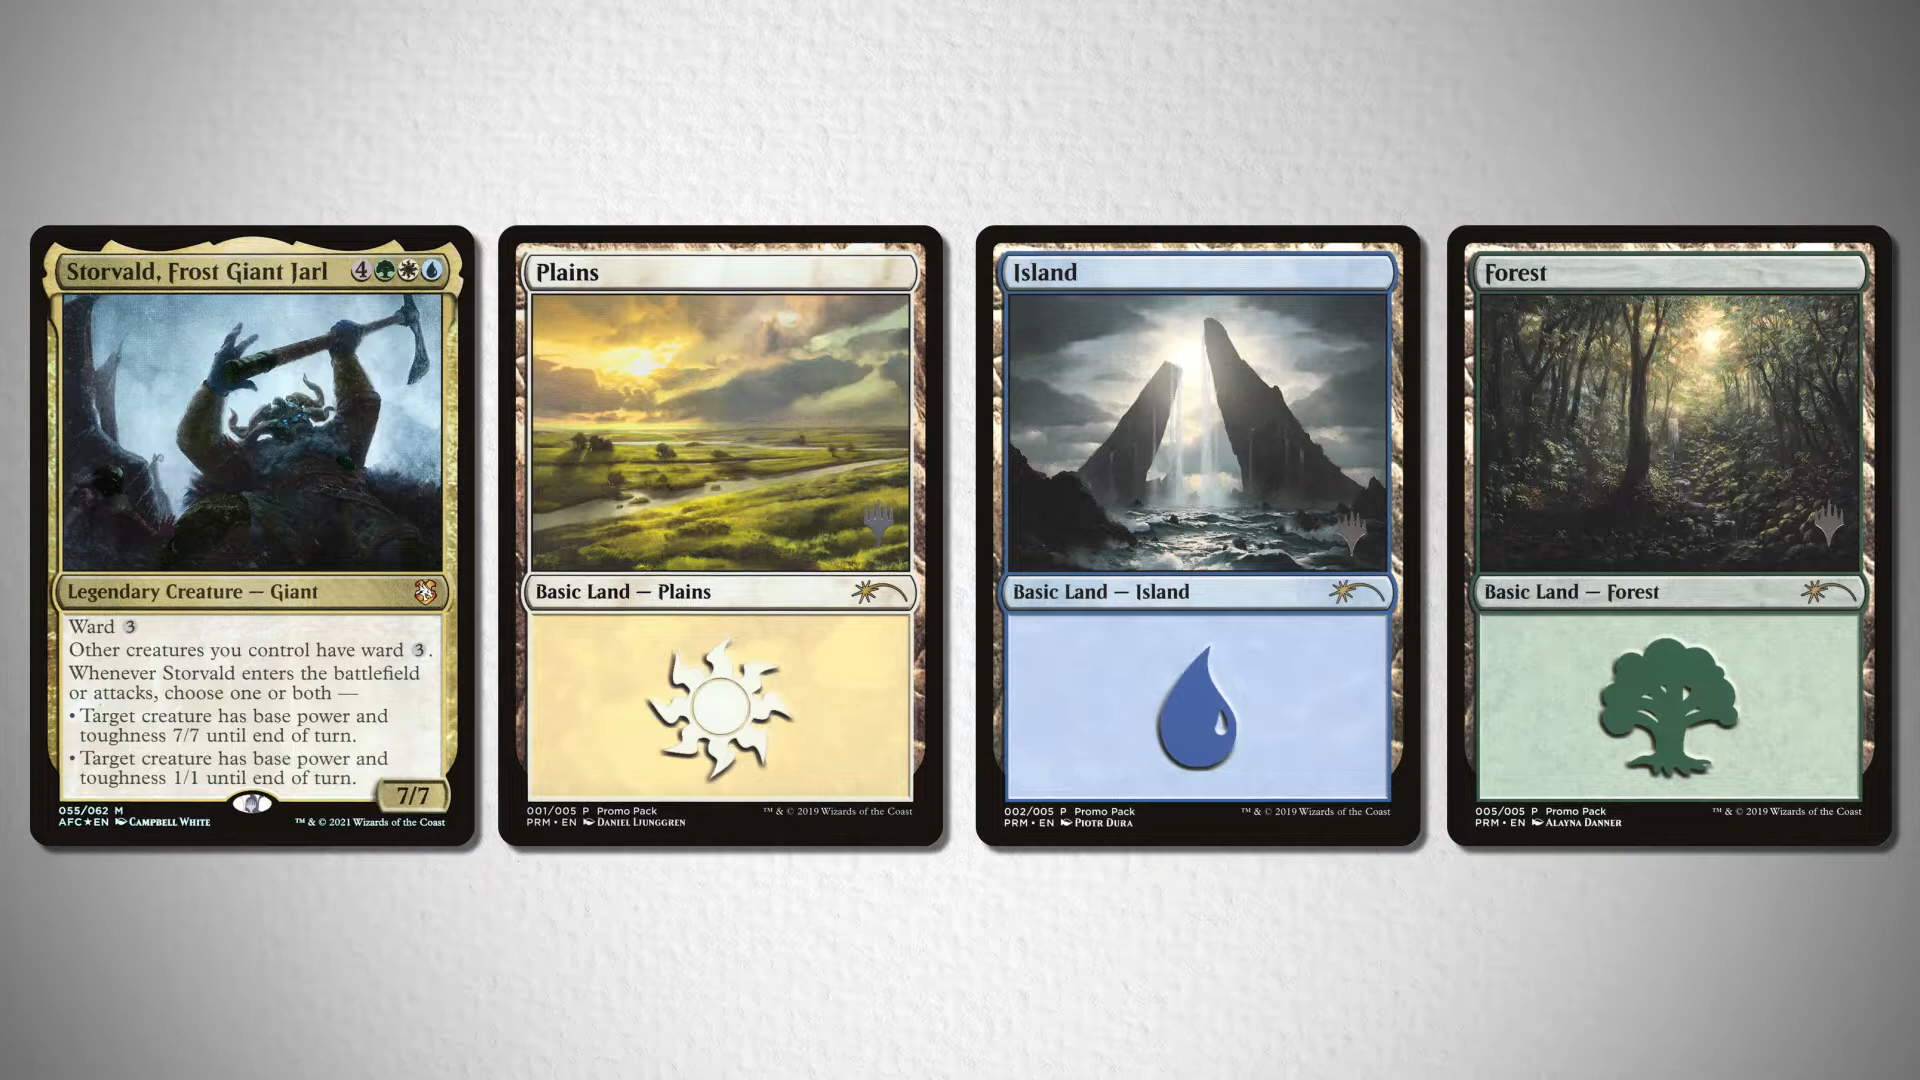 Storvald, Frost Giant Jarl 4
Legendary Creature — Giant
Ward 3
Other creatures you control have ward 3.
Whenever Storvald enters the battlefield
or attacks, choose one or both —
• Target creature has base power and
toughness 7/7 until end of turn.
• Target creature has base power and
toughness 1/1 until end of turn.
7/7
055/062 M
AFC★EN CAMPBELL WHITE
™ & © 2021 Wizards of the Coast
Plains
Basic Land — Plains
001/005 P Promo Pack
PRM • EN DANIEL LJUNGGREN
™ & © 2019 Wizards of the Coast
Island
Basic Land — Island
002/005 P Promo Pack
PRM • EN PIOTR DURA
™ & © 2019 Wizards of the Coast
Forest
Basic Land — Forest
005/005 P Promo Pack
PRM • EN ALAYNA DANNER
™ & © 2019 Wizards of the Coast